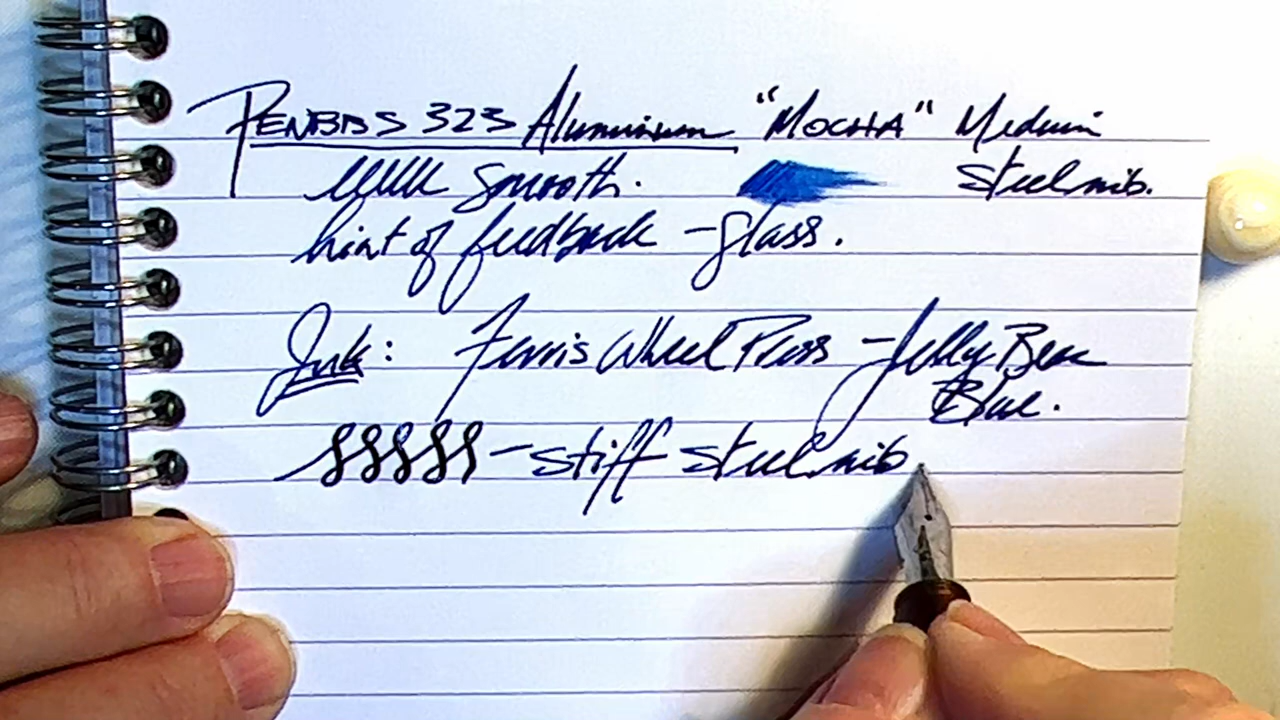 PENBBS 323 Aluminium "MOCHA" Medium
Steel nib.
smooth.
hint of feedback - glass.
Ink: Ferris Wheel Press - Jelly Bean
Blue.
- stiff steel nib